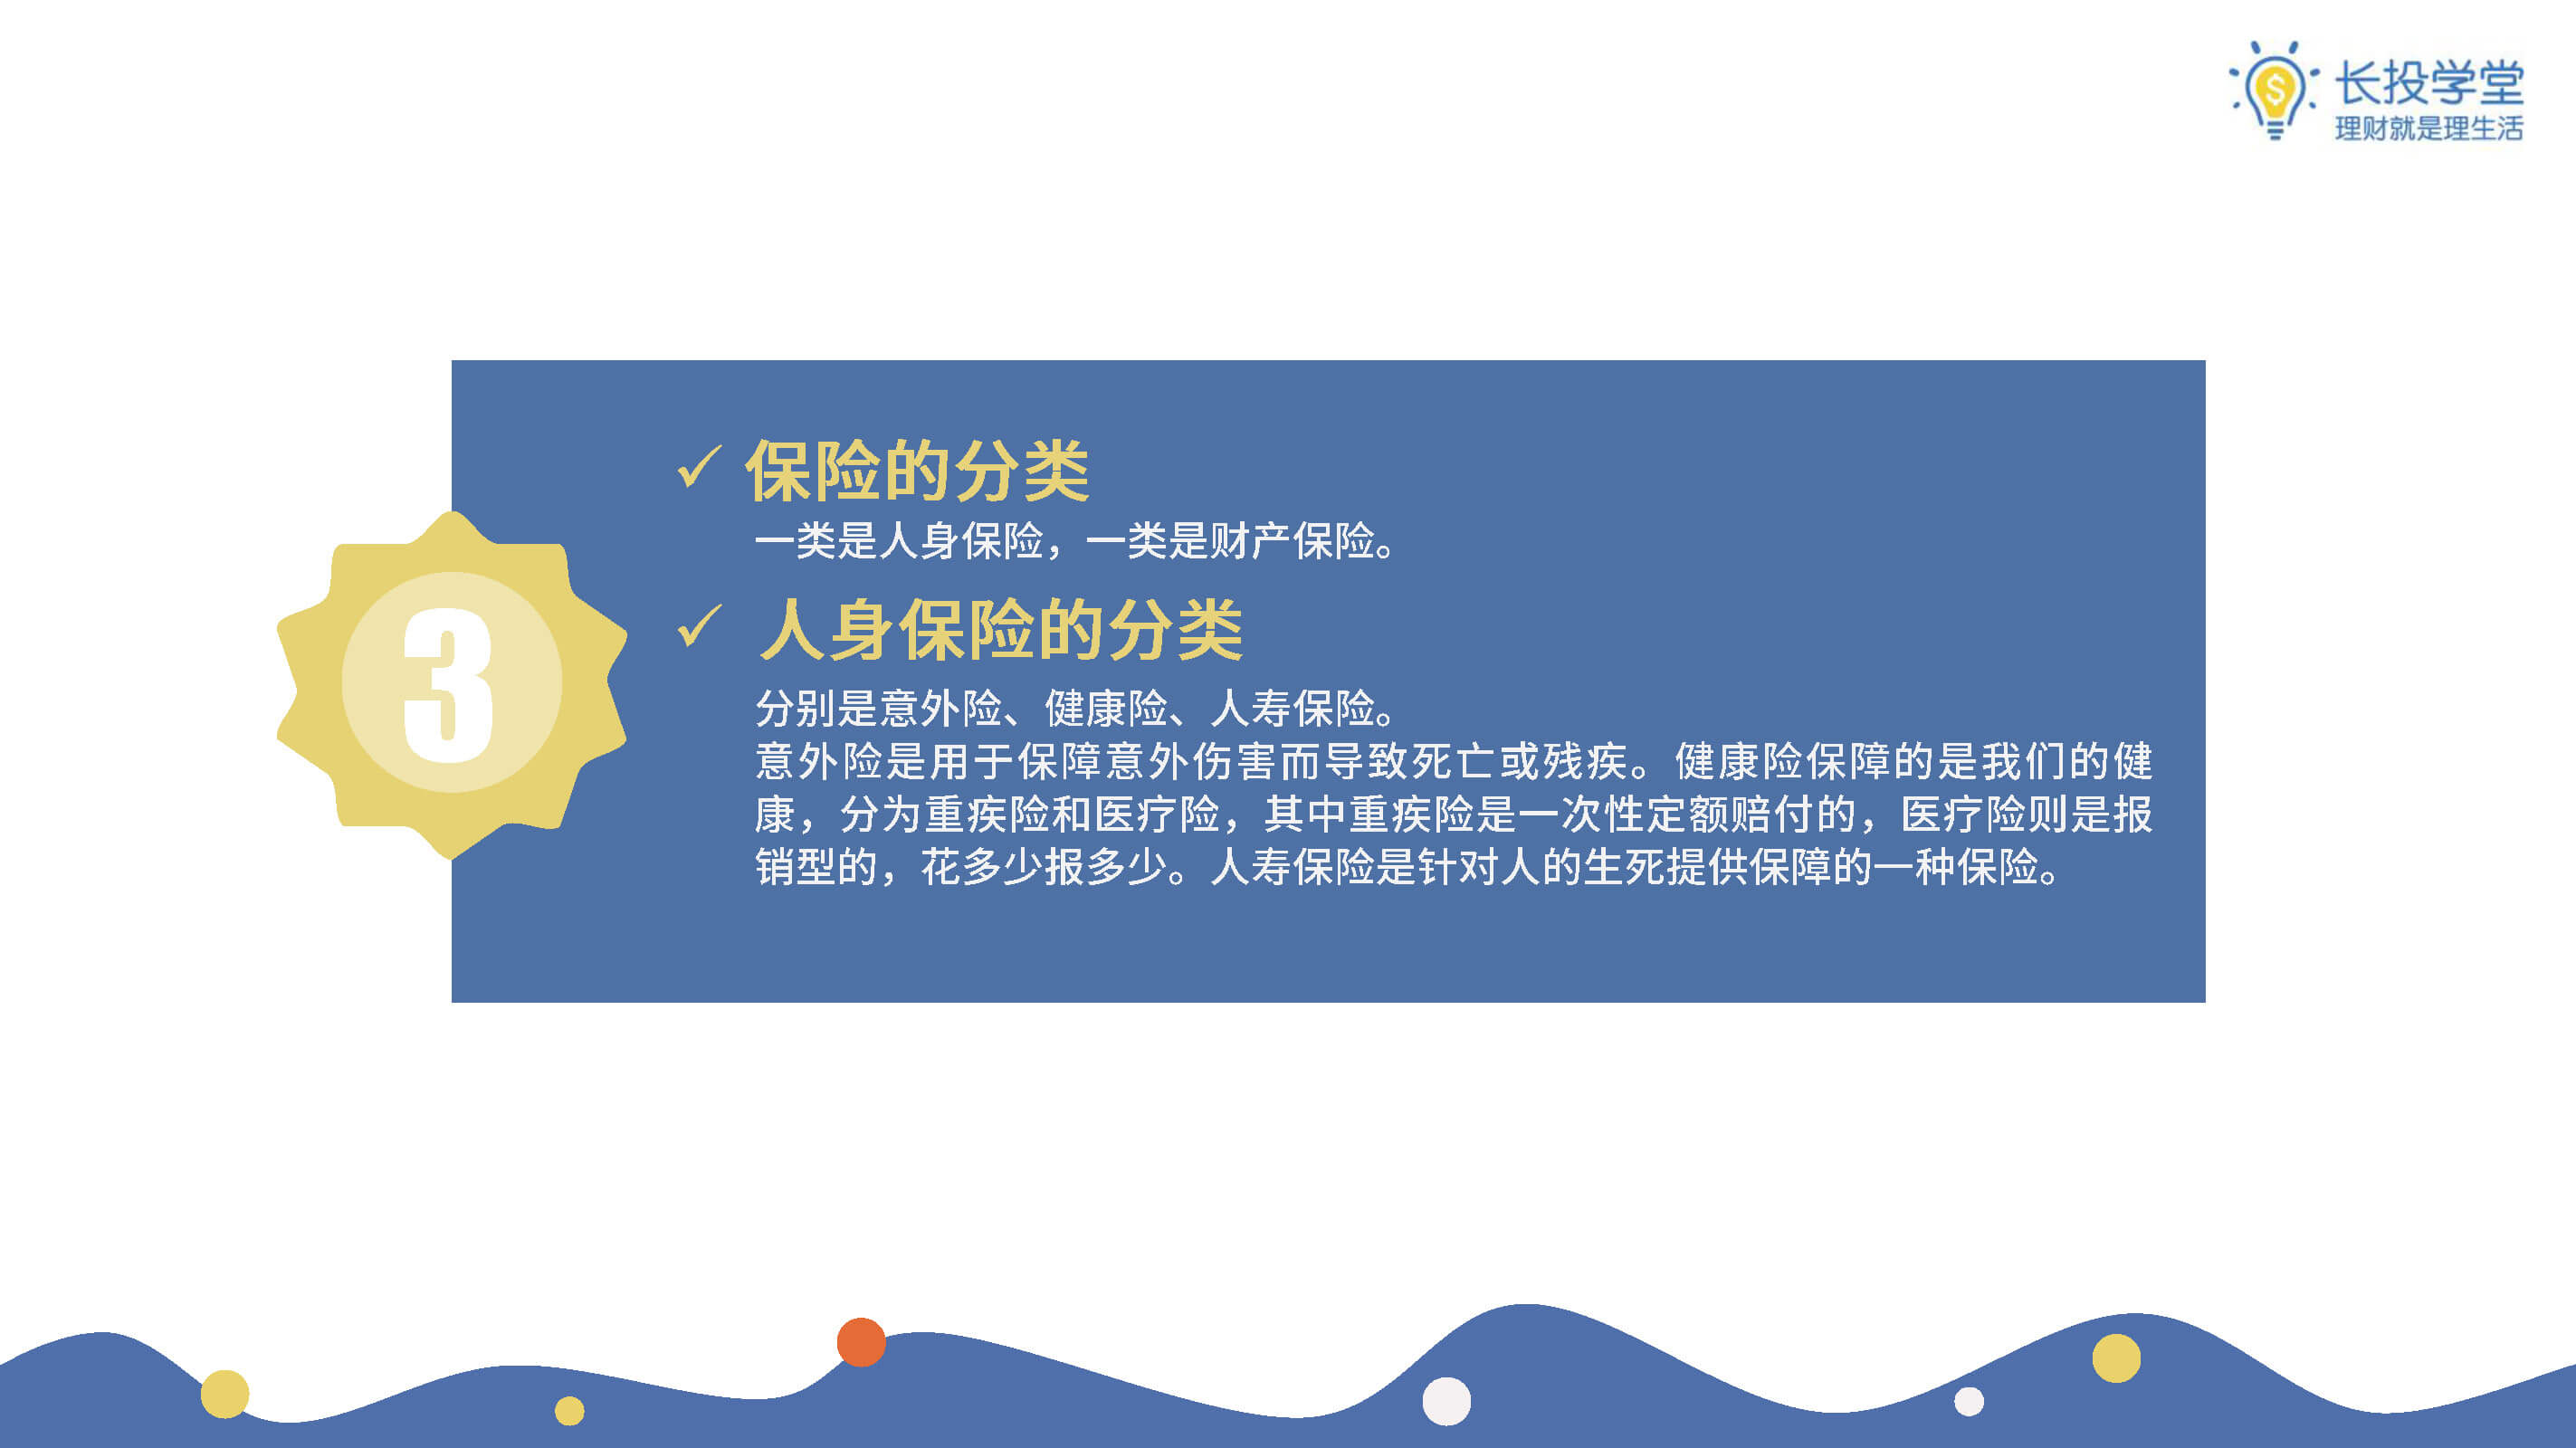 长投学堂
理财就是理生活
✓ 保险的分类
一类是人身保险，一类是财产保险。
3
✓ 人身保险的分类
分别是意外险、健康险、人寿保险。
意外险是用于保障意外伤害而导致死亡或残疾。健康险保障的是我们的健
康，分为重疾险和医疗险，其中重疾险是一次性定额赔付的，医疗险则是报
销型的，花多少报多少。人寿保险是针对人的生死提供保障的一种保险。